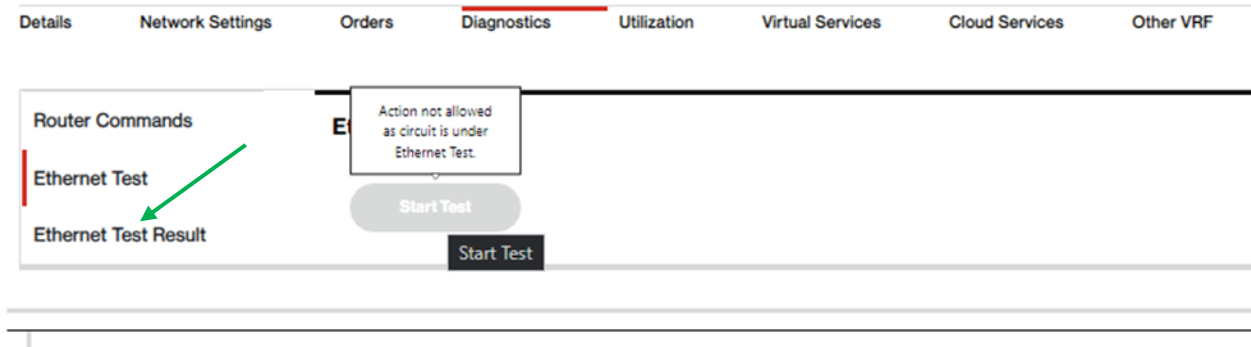 Details Network Settings Orders Diagnostics Utilization Virtual Services Cloud Services Other VRF
Router Commands
Action not allowed
as circuit is under
Ethernet Test.
Ethernet Test
Start Test
Ethernet Test Result
Start Test